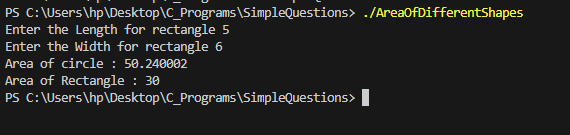 PS C:\Users\hp\Desktop\C_Programs\SimpleQuestions> ./AreaOfDifferentShapes
Enter the Length for rectangle 5
Enter the Width for rectangle 6
Area of circle : 50.240002
Area of Rectangle : 30
PS C:\Users\hp\Desktop\C_Programs\SimpleQuestions>